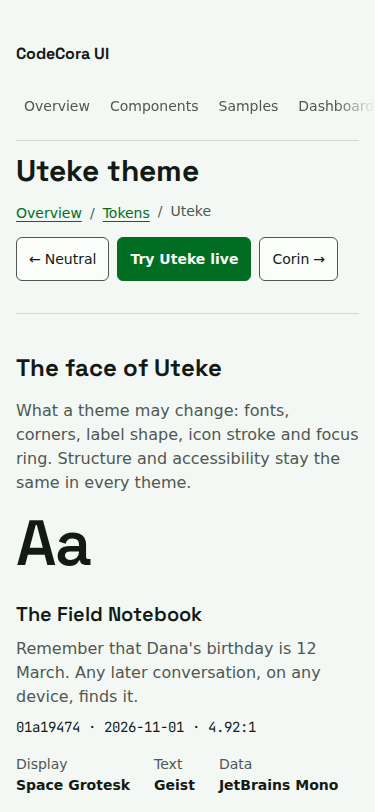 CodeCora UI
Overview Components Samples Dashboard
Uteke theme
Overview / Tokens / Uteke
← Neutral Try Uteke live Corin →
The face of Uteke
What a theme may change: fonts,
corners, label shape, icon stroke and focus
ring. Structure and accessibility stay the
same in every theme.
Aa
The Field Notebook
Remember that Dana's birthday is 12
March. Any later conversation, on any
device, finds it.
01a19474 · 2026-11-01 · 4.92:1
Display Text Data
Space Grotesk Geist JetBrains Mono